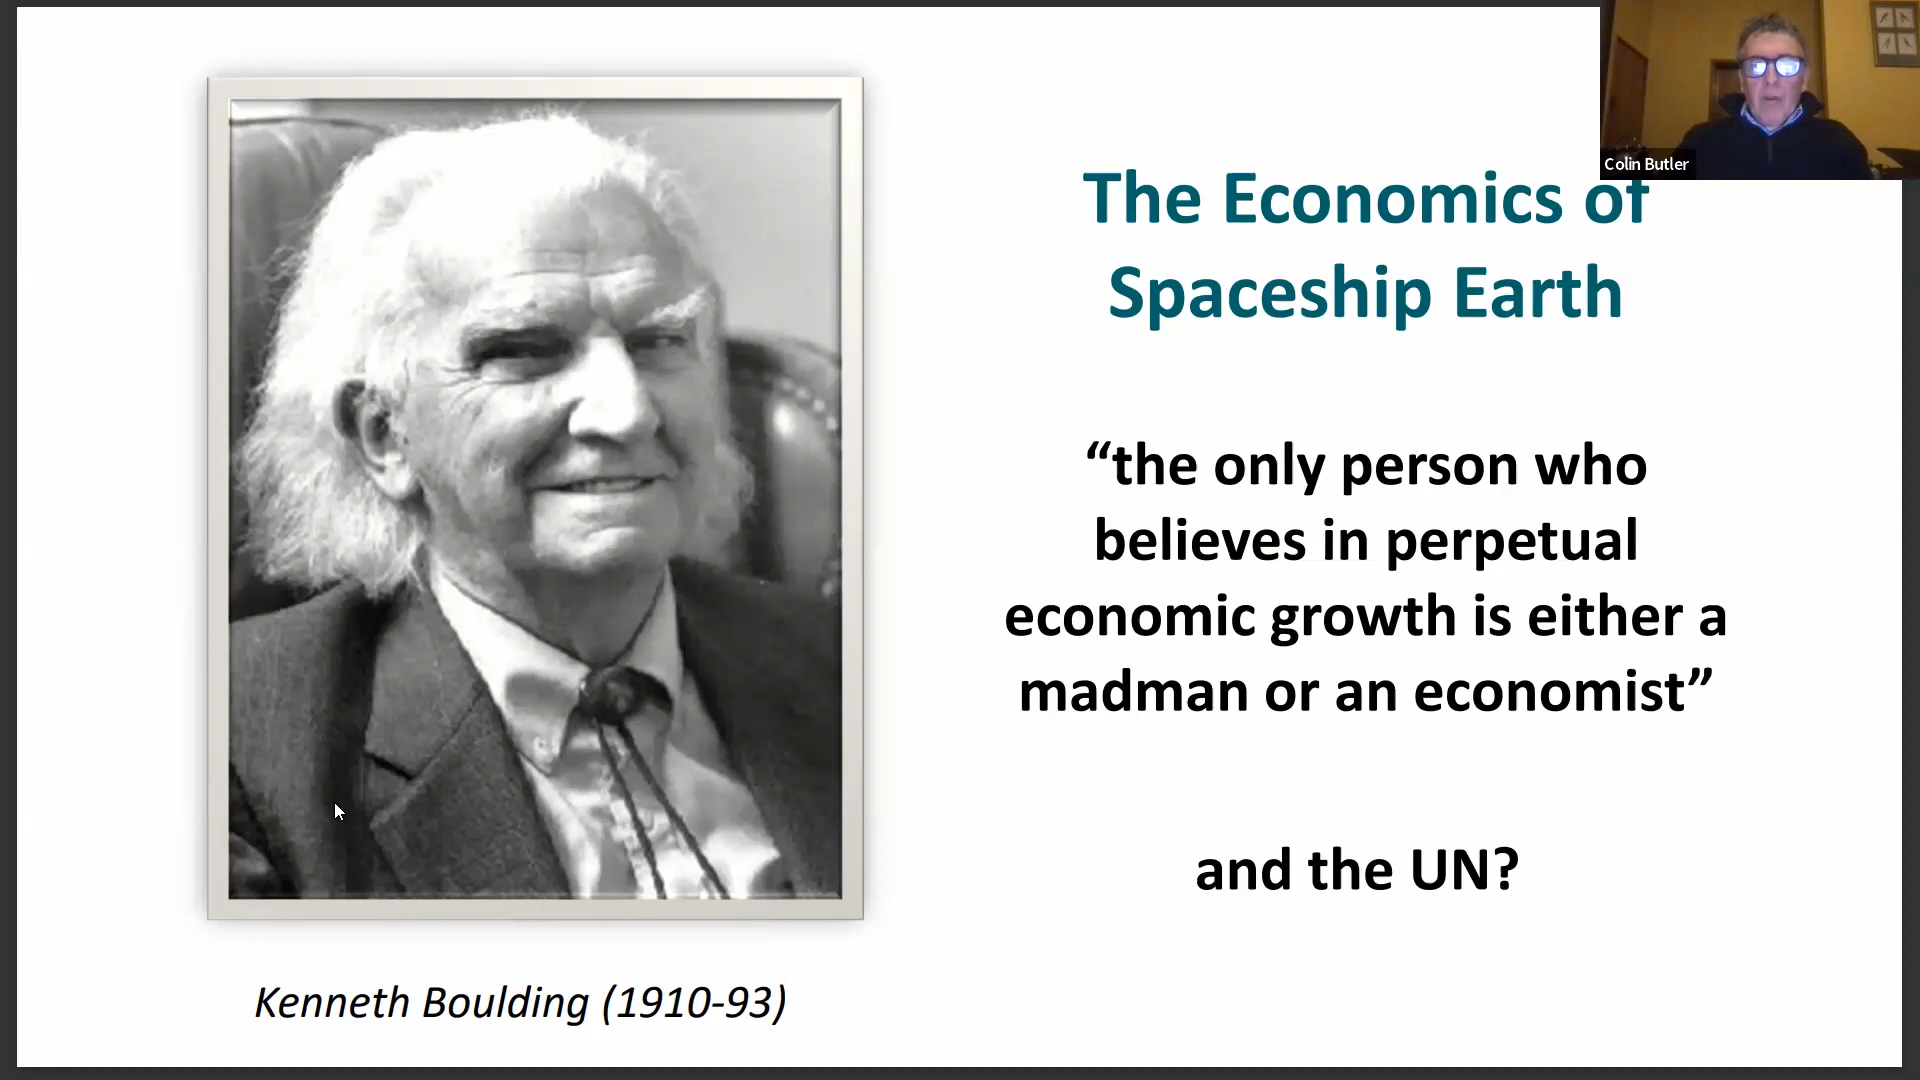 Colin Butler
The Economics of
Spaceship Earth
“the only person who
believes in perpetual
economic growth is either a
madman or an economist”
and the UN?
Kenneth Boulding (1910-93)